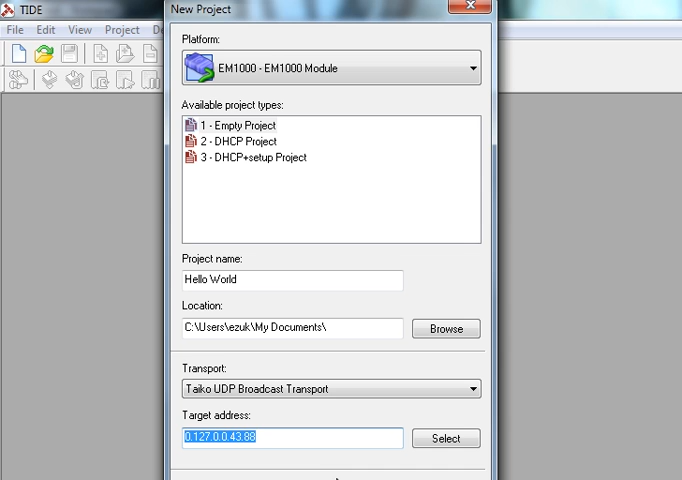 TIDE
New Project
File Edit View Project
Platform:
EM1000 - EM1000 Module
Available project types:
1 - Empty Project
2 - DHCP Project
3 - DHCP+setup Project
Project name:
Hello World
Location:
C:\Users\ezuk\My Documents\
Browse
Transport:
Taiko UDP Broadcast Transport
Target address:
0.127.0.0.43.88
Select